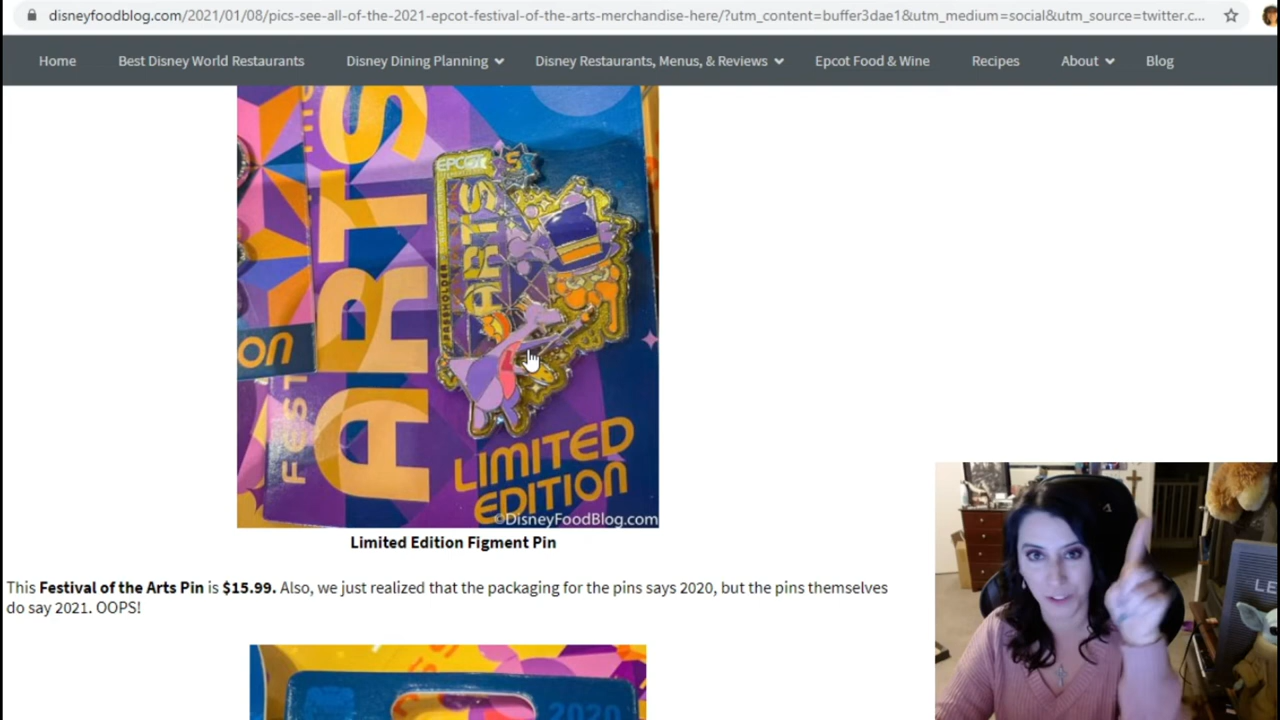 disneyfoodblog.com/2021/01/08/pics-see-all-of-the-2021-epcot-festival-of-the-arts-merchandise-here/?utm_content=buffer3dae1&utm_medium=social&utm_source=twitter.c...
Home Best Disney World Restaurants Disney Dining Planning Disney Restaurants, Menus, & Reviews Epcot Food & Wine Recipes About Blog
ARTS
FEST
EPCOT
ARTS
PASSHOLDER
ON
LIMITED
EDITION
©DisneyFoodBlog.com
Limited Edition Figment Pin
This Festival of the Arts Pin is $15.99. Also, we just realized that the packaging for the pins says 2020, but the pins themselves
do say 2021. OOPS!
2020
LE